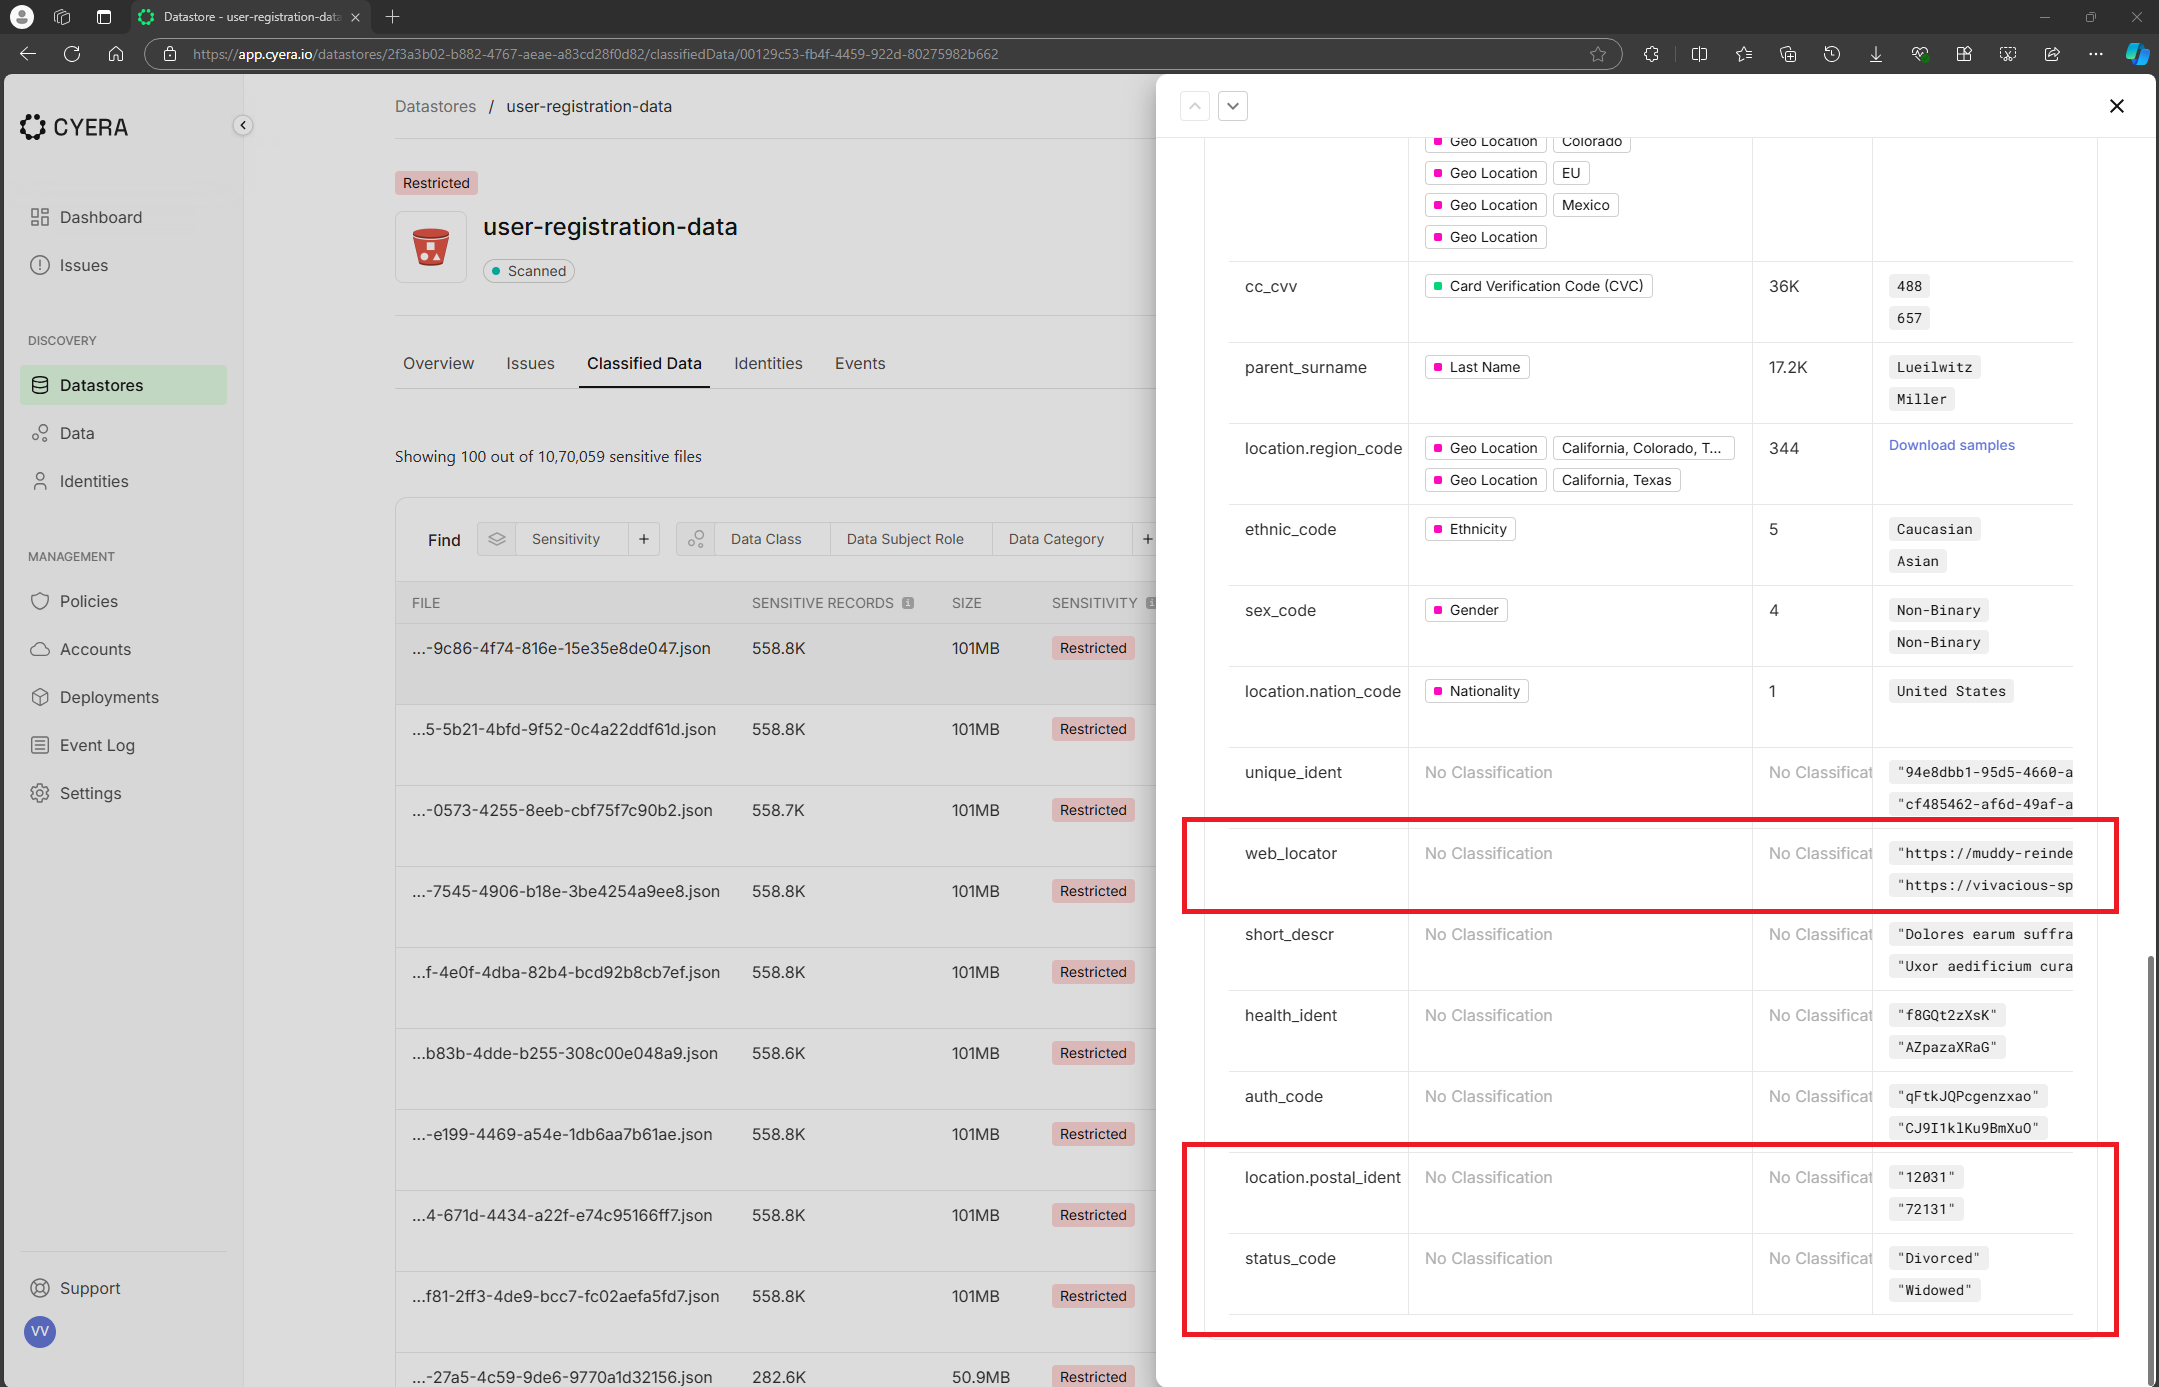 Datastore - user-registration-data
https://app.cyera.io/datastores/2f3a3b02-b882-4767-aeae-a83cd28f0d82/classifiedData/00129c53-fb4f-4459-922d-80275982b662
CYERA
Dashboard
Issues
DISCOVERY
Datastores
Data
Identities
MANAGEMENT
Policies
Accounts
Deployments
Event Log
Settings
Support
VV
Datastores / user-registration-data
Restricted
user-registration-data
Scanned
Overview Issues Classified Data Identities Events
Showing 100 out of 10,70,059 sensitive files
Find Sensitivity + Data Class Data Subject Role Data Category +
FILE SENSITIVE RECORDS SIZE SENSITIVITY
...-9c86-4f74-816e-15e35e8de047.json 558.8K 101MB Restricted
...5-5b21-4bfd-9f52-0c4a22ddf61d.json 558.8K 101MB Restricted
...-0573-4255-8eeb-cbf75f7c90b2.json 558.7K 101MB Restricted
...-7545-4906-b18e-3be4254a9ee8.json 558.8K 101MB Restricted
...f-4e0f-4dba-82b4-bcd92b8cb7ef.json 558.8K 101MB Restricted
...b83b-4dde-b255-308c00e048a9.json 558.6K 101MB Restricted
...-e199-4469-a54e-1db6aa7b61ae.json 558.8K 101MB Restricted
...4-671d-4434-a22f-e74c95166ff7.json 558.8K 101MB Restricted
...f81-2ff3-4de9-bcc7-fc02aefa5fd7.json 558.8K 101MB Restricted
...-27a5-4c59-9de6-9770a1d32156.json 282.6K 50.9MB Restricted
Geo Location Colorado
Geo Location EU
Geo Location Mexico
Geo Location
cc_cvv Card Verification Code (CVC) 36K 488
657
parent_surname Last Name 17.2K Lueilwitz
Miller
location.region_code Geo Location California, Colorado, T... 344 Download samples
Geo Location California, Texas
ethnic_code Ethnicity 5 Caucasian
Asian
sex_code Gender 4 Non-Binary
Non-Binary
location.nation_code Nationality 1 United States
unique_ident No Classification No Classificat "94e8dbb1-95d5-4660-a
"cf485462-af6d-49af-a
web_locator No Classification No Classificat "https://muddy-reinde
"https://vivacious-sp
short_descr No Classification No Classificat "Dolores earum suffra
"Uxor aedificium cura
health_ident No Classification No Classificat "f8GQt2zXsK"
"AZpazaXRaG"
auth_code No Classification No Classificat "qFtkJQPcgenzxao"
"CJ9I1klKu9BmXuO"
location.postal_ident No Classification No Classificat "12031"
"72131"
status_code No Classification No Classificat "Divorced"
"Widowed"